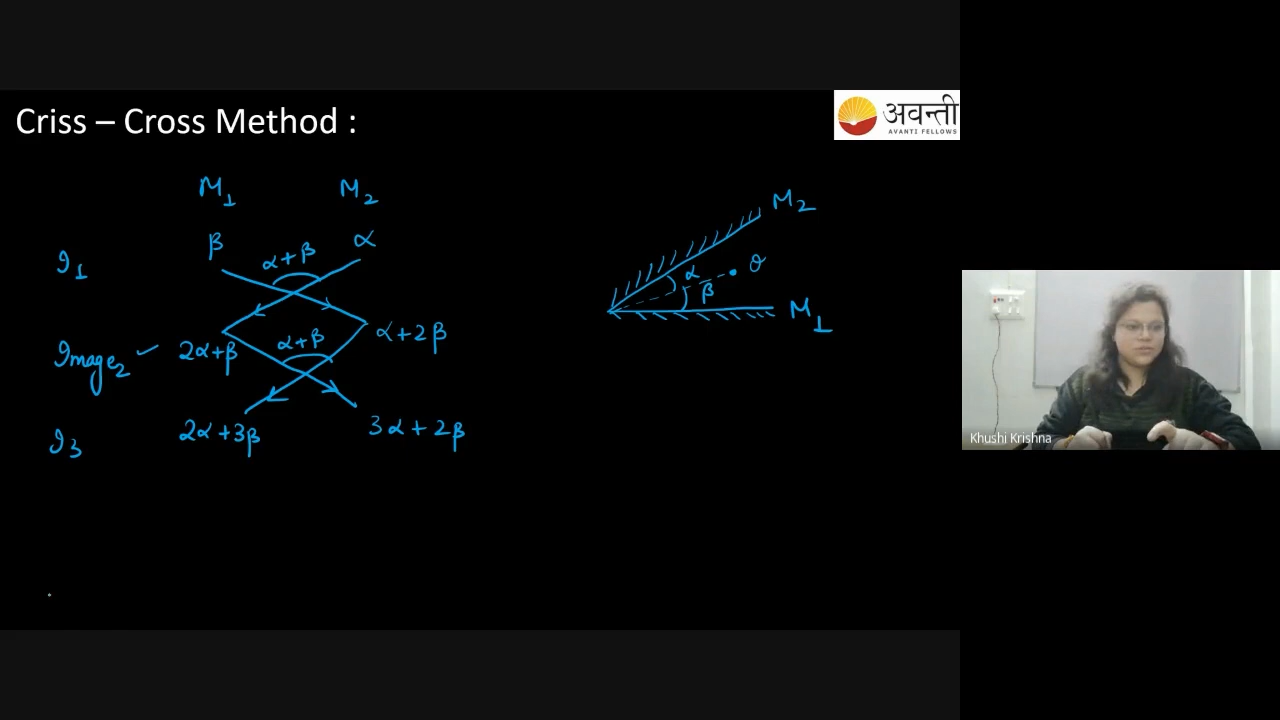 Criss – Cross Method :
अवन्ती
AVANTI FELLOWS
M₁ M₂
I₁ β α+β α
Image₂ ✓ 2α+β α+β α+2β
I₃ 2α+3β 3α+2β
M₂
α O
β
M₁
Khushi Krishna